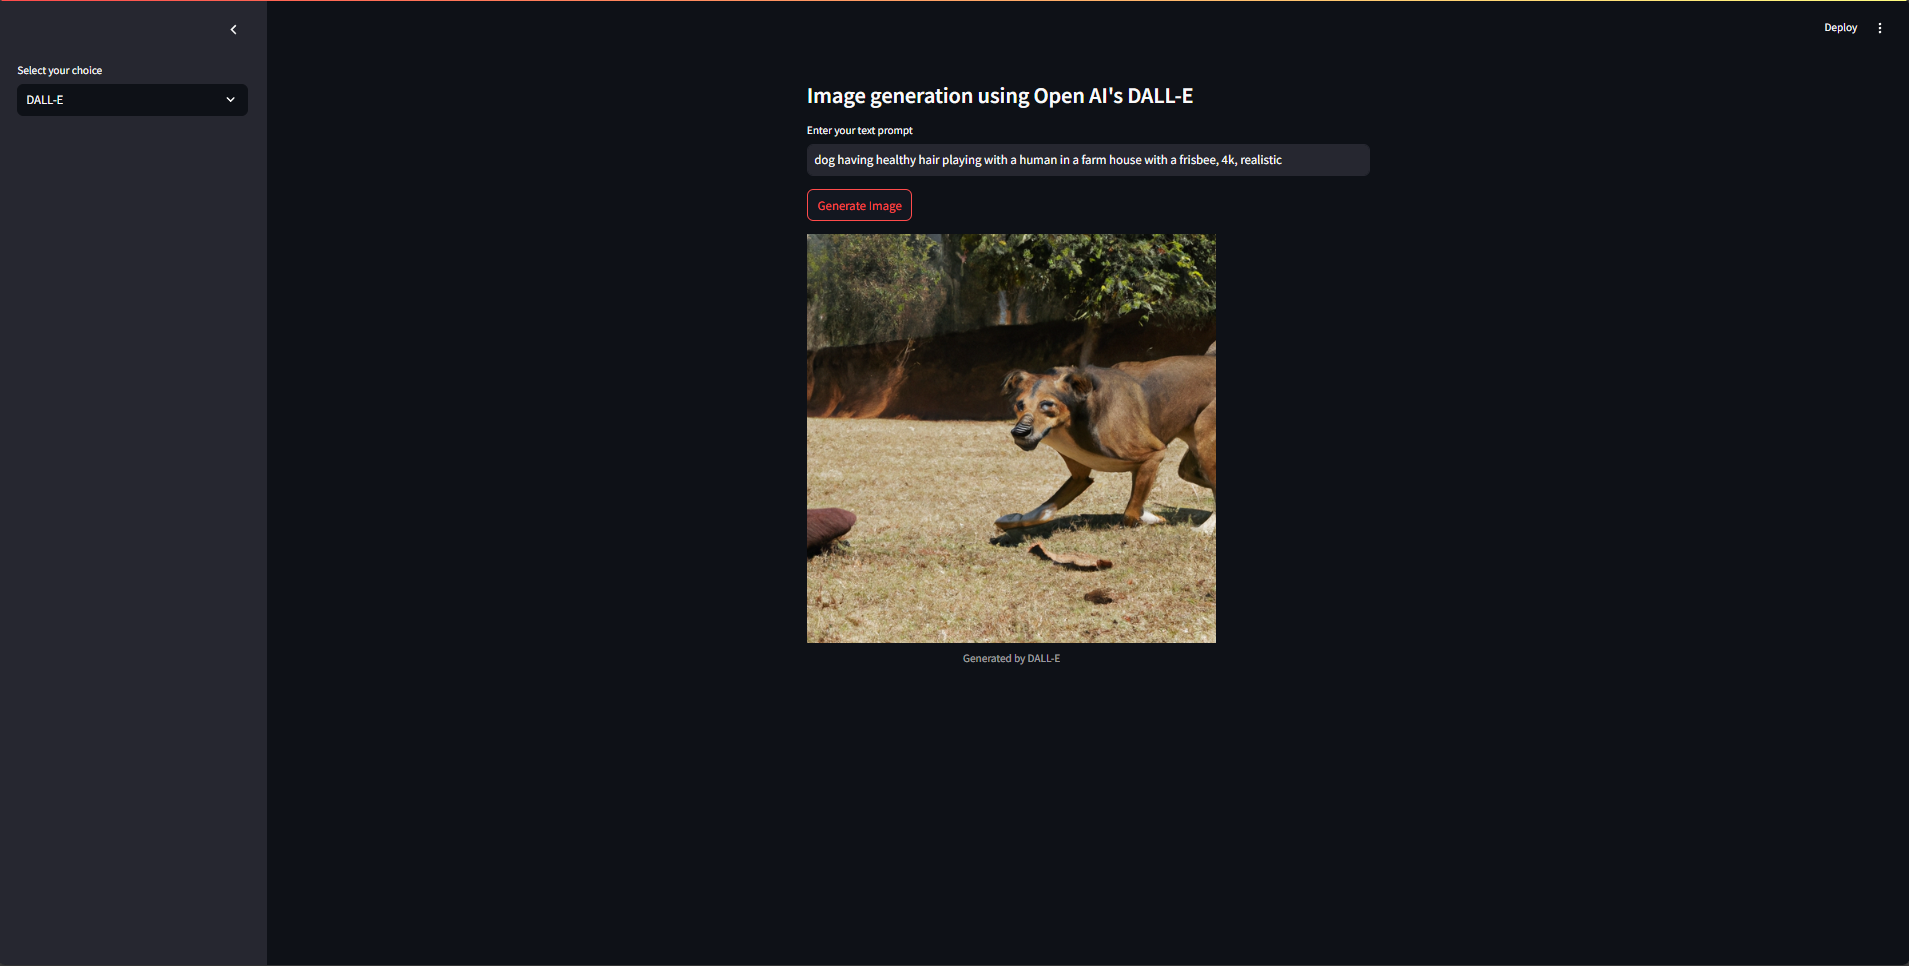 Deploy
Select your choice
DALL-E
Image generation using Open AI's DALL-E
Enter your text prompt
dog having healthy hair playing with a human in a farm house with a frisbee, 4k, realistic
Generate Image
Generated by DALL-E